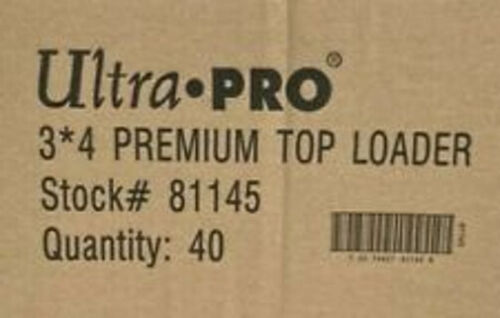 Ultra•PRO®
3*4 PREMIUM TOP LOADER
Stock# 81145
Quantity: 40